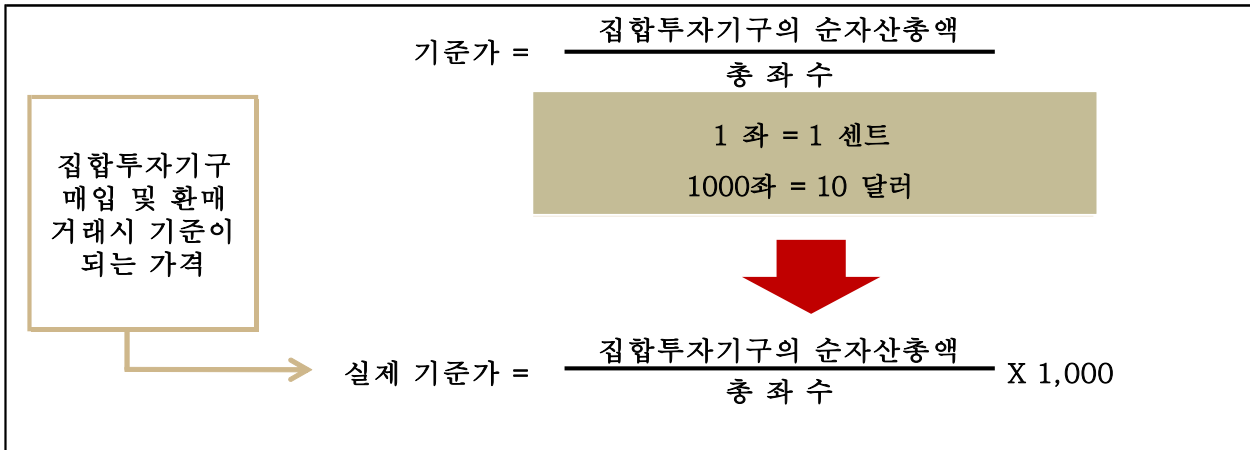 집합투자기구의 순자산총액
기준가 =
총 좌 수
1 좌 = 1 센트
1000좌 = 10 달러
집합투자기구
매입 및 환매
거래시 기준이
되는 가격
집합투자기구의 순자산총액
실제 기준가 =
X 1,000
총 좌 수